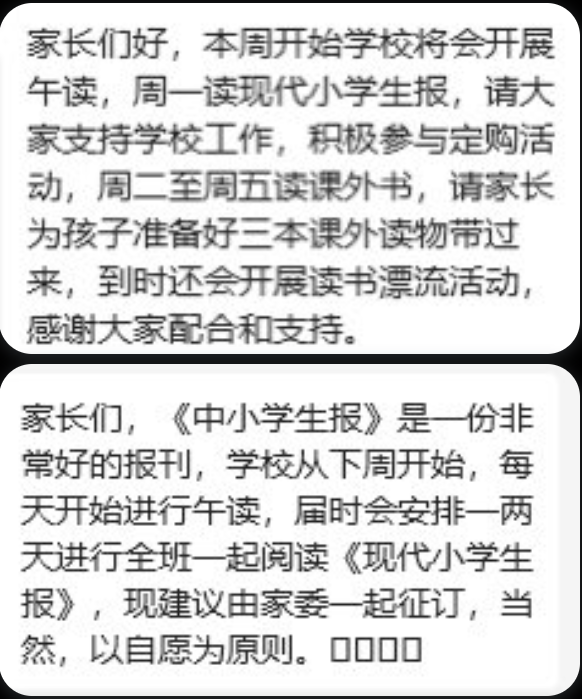 家长们好，本周开始学校将会开展
午读，周一读现代小学生报，请大
家支持学校工作，积极参与定购活
动，周二至周五读课外书，请家长
为孩子准备好三本课外读物带过
来，到时还会开展读书漂流活动，
感谢大家配合和支持。
家长们，《中小学生报》是一份非
常好的报刊，学校从下周开始，每
天开始进行午读，届时会安排一两
天进行全班一起阅读《现代小学生
报》，现建议由家委一起征订，当
然，以自愿为原则。▯▯▯▯